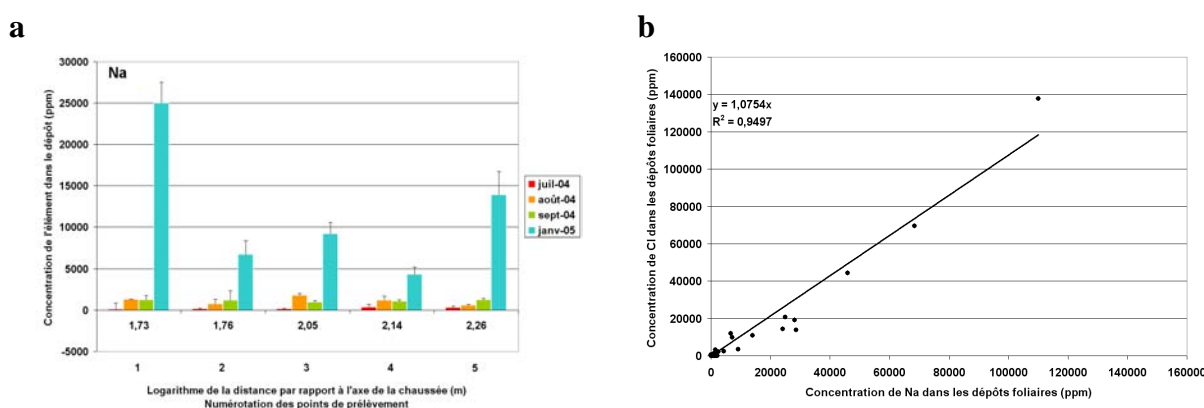 a
Na
Concentration de l'élément dans le dépôt (ppm)
30000
25000
20000
15000
10000
5000
0
-5000
1,73 1,76 2,05 2,14 2,26
1 2 3 4 5
Logarithme de la distance par rapport à l'axe de la chaussée (m)
Numérotation des points de prélèvement
juil-04
août-04
sept-04
janv-05
b
Concentration de Cl dans les dépôts foliaires (ppm)
160000
140000
120000
100000
80000
60000
40000
20000
0
y = 1,0754x
R² = 0,9497
0 20000 40000 60000 80000 100000 120000 140000 160000
Concentration de Na dans les dépôts foliaires (ppm)